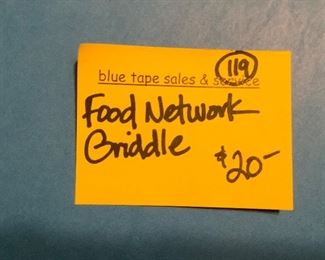 119
blue tape sales & service
Food Network
Griddle $20-